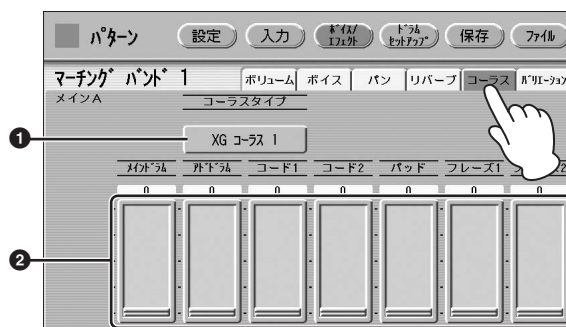 パターン 設定 入力 ボイス/エフェクト ドラムセットアップ 保存 ファイル
マーチング バンド 1 ボリューム ボイス パン リバーブ コーラス バリエーション
メインA コーラスタイプ
1 XG コーラス 1
メインドラム アドドラム コード1 コード2 パッド フレーズ1
0 0 0 0 0 0 0
2